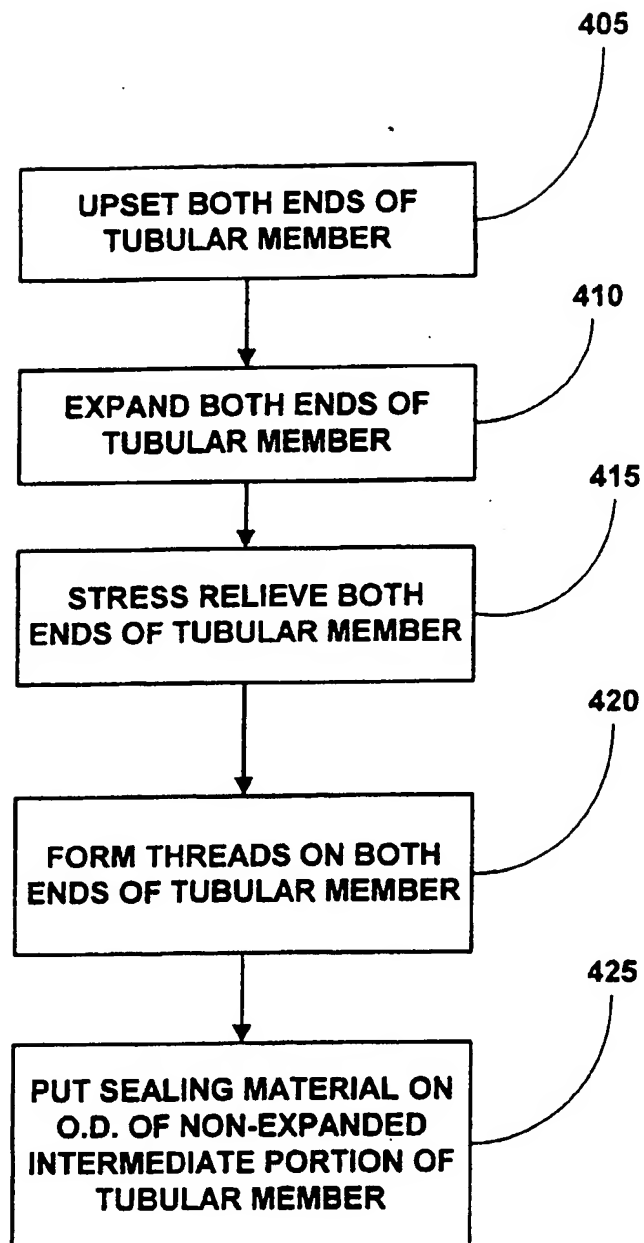 405
UPSET BOTH ENDS OF
TUBULAR MEMBER
410
EXPAND BOTH ENDS OF
TUBULAR MEMBER
415
STRESS RELIEVE BOTH
ENDS OF TUBULAR MEMBER
420
FORM THREADS ON BOTH
ENDS OF TUBULAR MEMBER
425
PUT SEALING MATERIAL ON
O.D. OF NON-EXPANDED
INTERMEDIATE PORTION OF
TUBULAR MEMBER